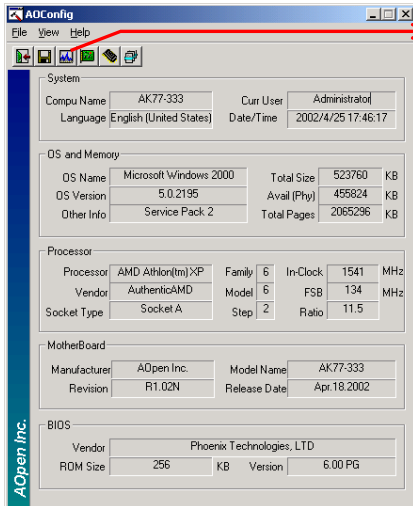 AOConfig
File View Help
System
Compu Name AK77-333 Curr User Administrator
Language English (United States) Date/Time 2002/4/25 17:46:17
OS and Memory
OS Name Microsoft Windows 2000 Total Size 523760 KB
OS Version 5.0.2195 Avail (Phy) 455824 KB
Other Info Service Pack 2 Total Pages 2065296 KB
Processor
Processor AMD Athlon(tm) XP Family 6 In-Clock 1541 MHz
Vendor AuthenticAMD Model 6 FSB 134 MHz
Socket Type Socket A Step 2 Ratio 11.5
MotherBoard
Manufacturer AOpen Inc. Model Name AK77-333
Revision R1.02N Release Date Apr.18.2002
BIOS
Vendor Phoenix Technologies, LTD
ROM Size 256 KB Version 6.00 PG
AOpen Inc.